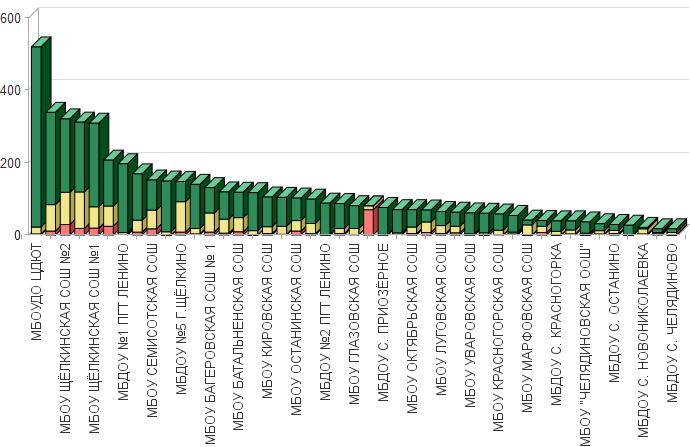 600
400
200
0
МБОУДО ЦДЮТ
МБОУ ЩЁЛКИНСКАЯ СОШ №2
МБОУ ЩЁЛКИНСКАЯ СОШ №1
МБДОУ №1 ПГТ ЛЕНИНО
МБОУ СЕМИСОТСКАЯ СОШ
МБДОУ №5 Г. ЩЁЛКИНО
МБОУ БАГЕРОВСКАЯ СОШ № 1
МБОУ БАТАЛЬНЕНСКАЯ СОШ
МБОУ КИРОВСКАЯ СОШ
МБОУ ОСТАНИНСКАЯ СОШ
МБДОУ №2 ПГТ ЛЕНИНО
МБОУ ГЛАЗОВСКАЯ СОШ
МБДОУ С. ПРИОЗЁРНОЕ
МБОУ ОКТЯБРЬСКАЯ СОШ
МБОУ ЛУГОВСКАЯ СОШ
МБОУ УВАРОВСКАЯ СОШ
МБОУ КРАСНОГОРСКАЯ СОШ
МБОУ МАРФОВСКАЯ СОШ
МБДОУ С. КРАСНОГОРКА
МБОУ "ЧЕЛЯДИНОВСКАЯ ООШ"
МБДОУ С. ОСТАНИНО
МБДОУ С. НОВОНИКОЛАЕВКА
МБДОУ С. ЧЕЛЯДИНОВО